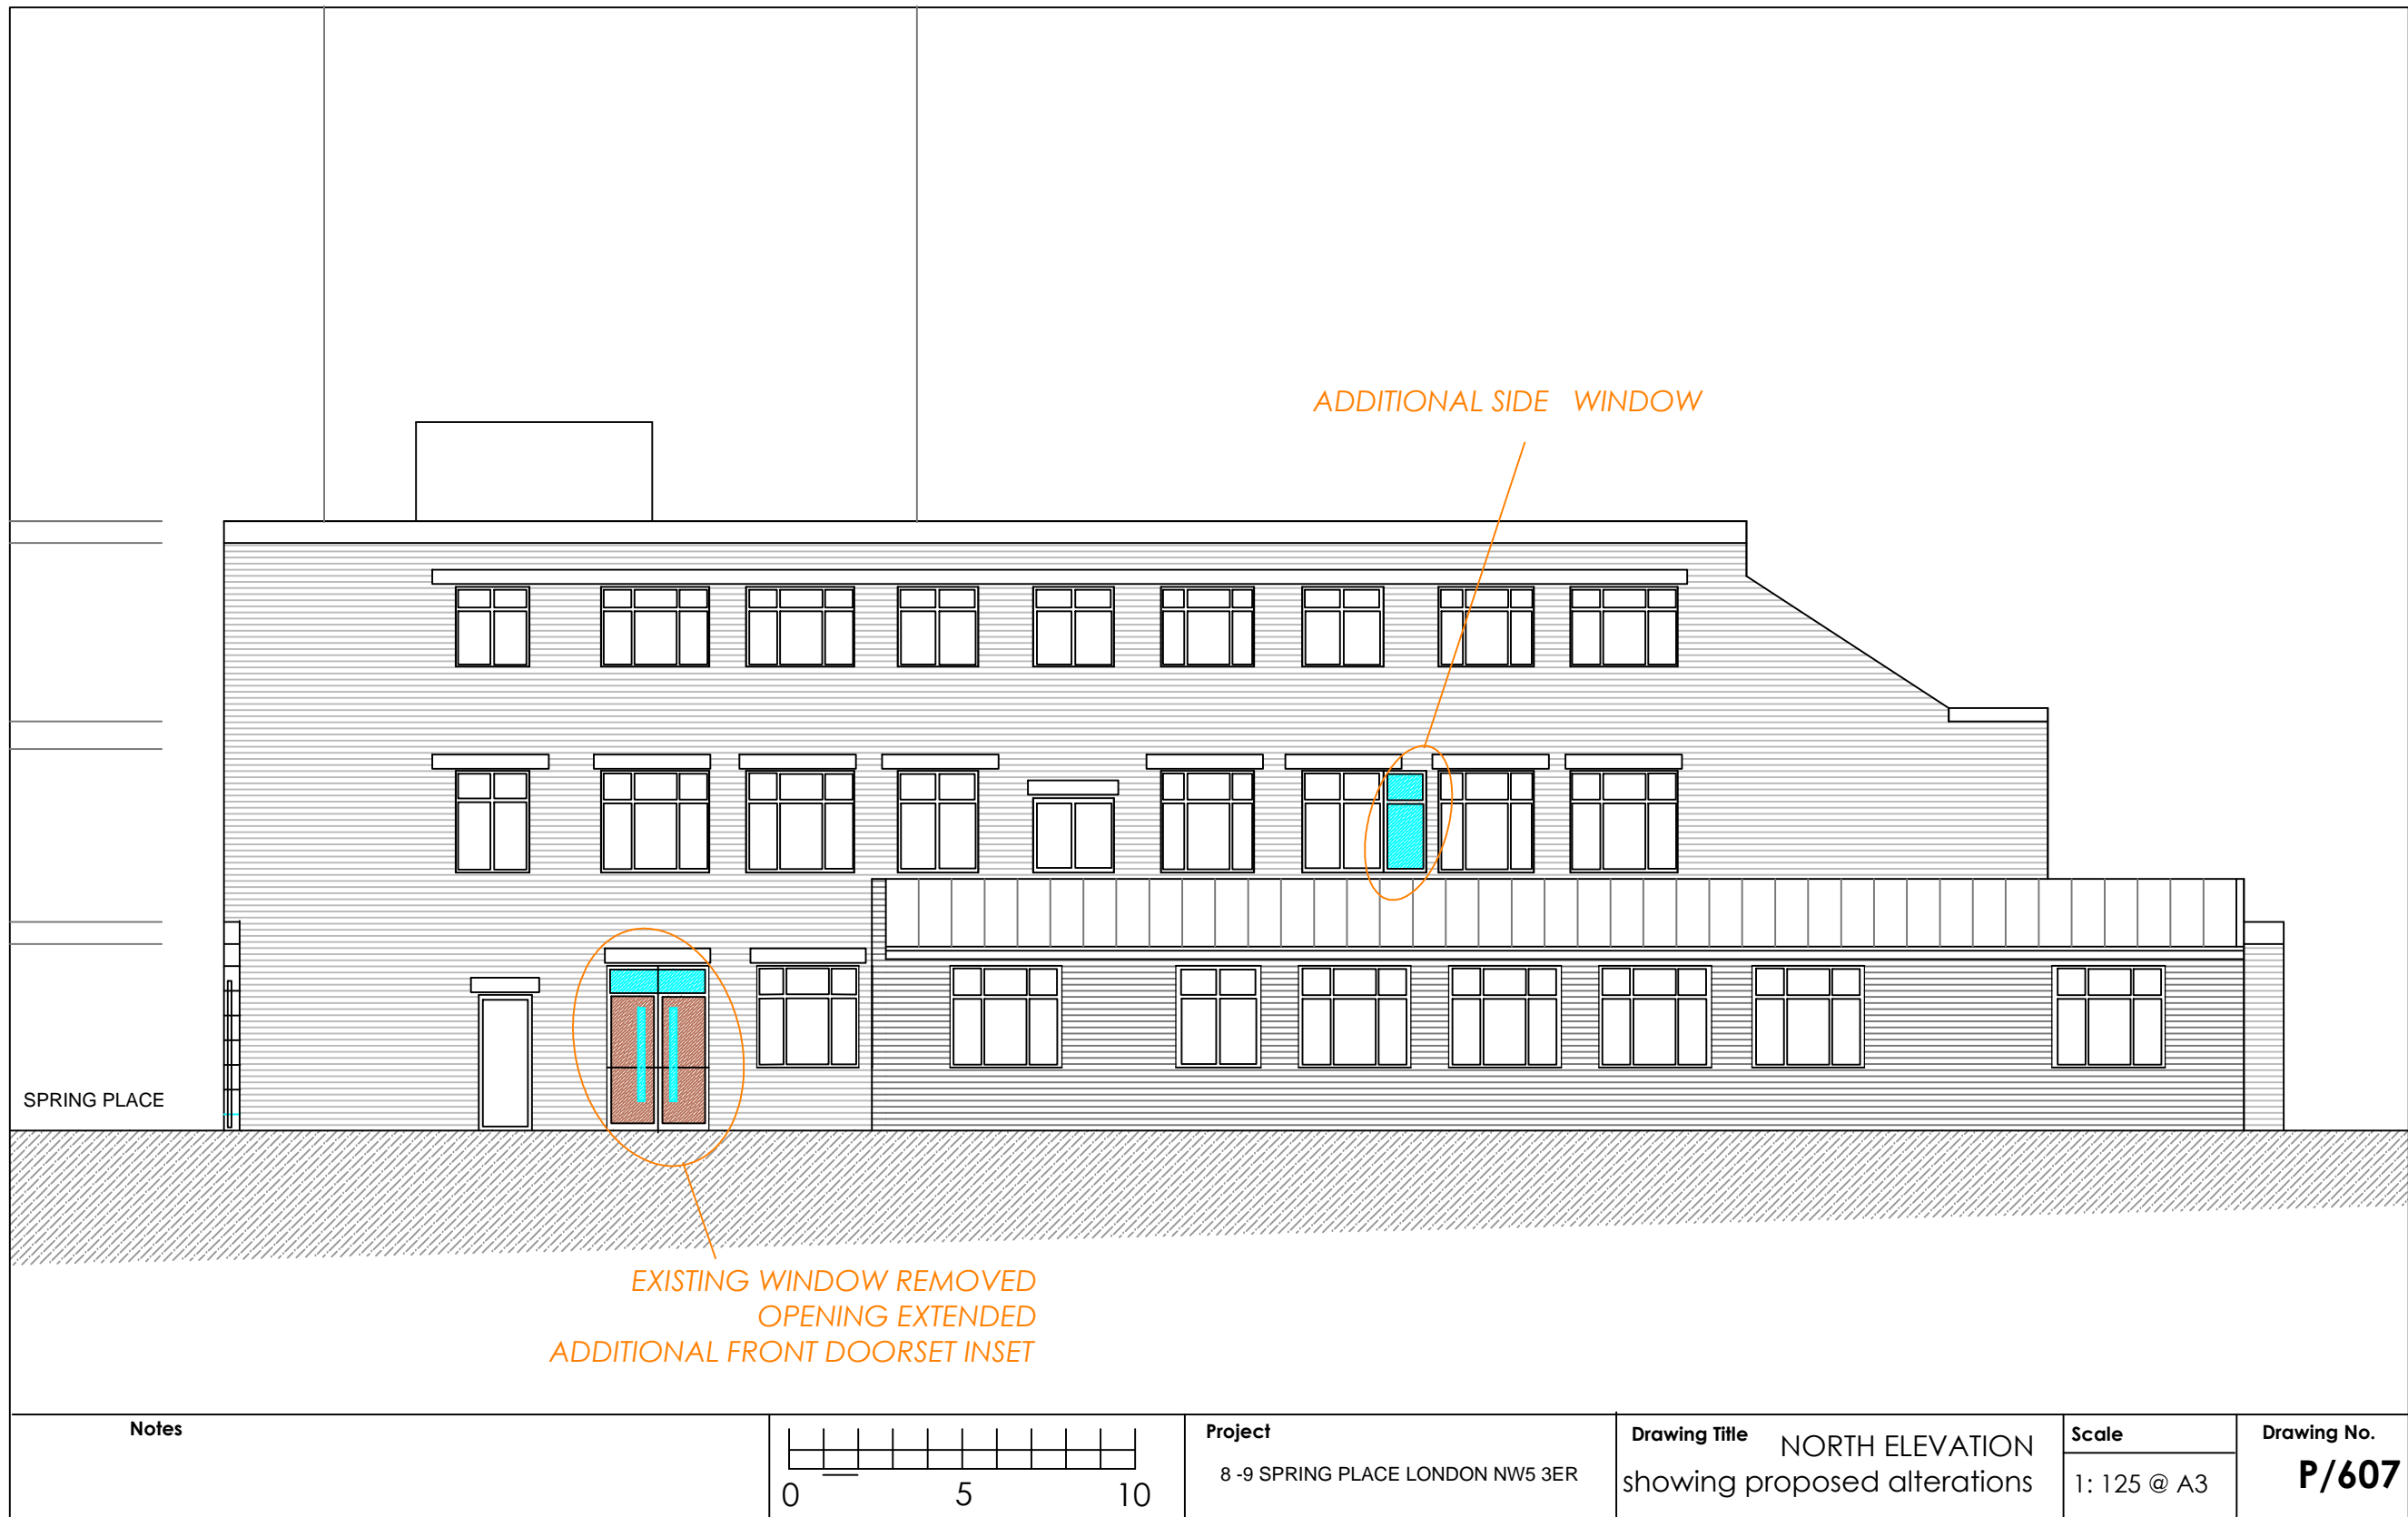 ADDITIONAL SIDE WINDOW
SPRING PLACE
EXISTING WINDOW REMOVED
OPENING EXTENDED
ADDITIONAL FRONT DOORSET INSET
Notes
0 5 10
Project
8 -9 SPRING PLACE LONDON NW5 3ER
Drawing Title NORTH ELEVATION
showing proposed alterations
Scale
1: 125 @ A3
Drawing No.
P/607